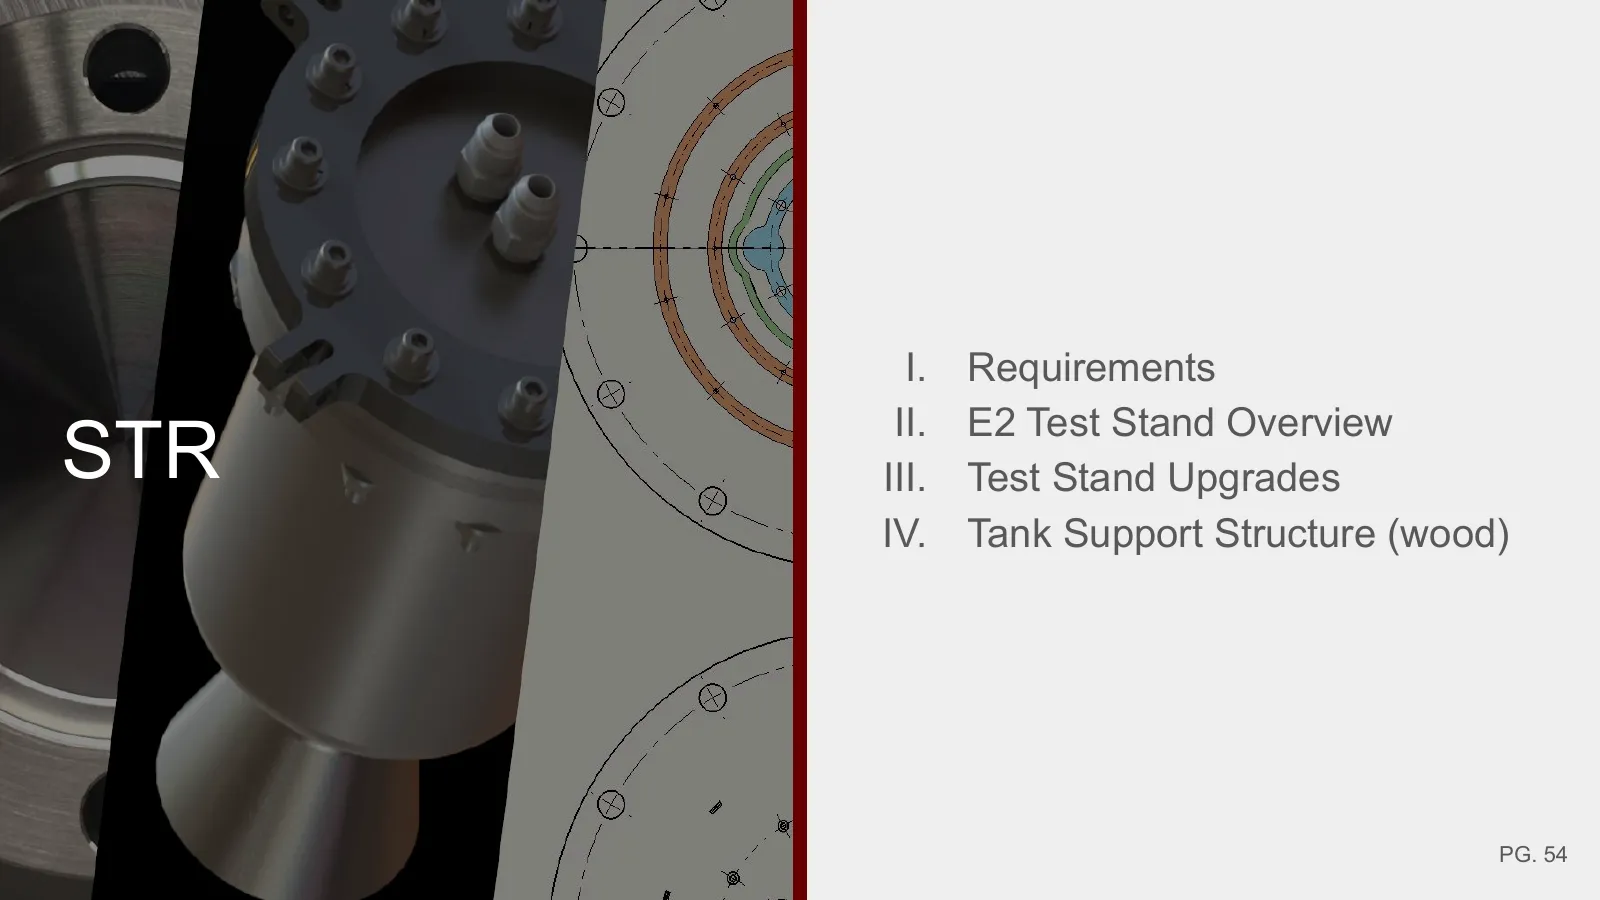 STR
I. Requirements
II. E2 Test Stand Overview
III. Test Stand Upgrades
IV. Tank Support Structure (wood)
PG. 54